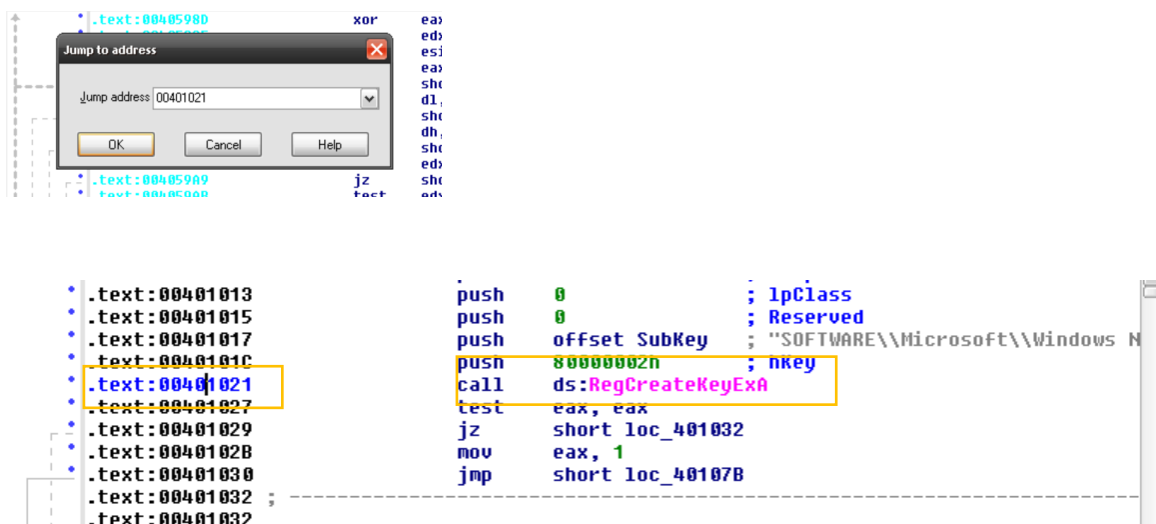 .text:0040598D xor
Jump to address
Jump address 00401021
OK Cancel Help
.text:004059A9 jz
.text:004059AB test
.text:00401013 push 0 ; lpClass
.text:00401015 push 0 ; Reserved
.text:00401017 push offset SubKey ; "SOFTWARE\\Microsoft\\Windows N
.text:0040101C push 80000002h ; hKey
.text:00401021 call ds:RegCreateKeyExA
.text:00401027 test eax, eax
.text:00401029 jz short loc_401032
.text:0040102B mov eax, 1
.text:00401030 jmp short loc_40107B
.text:00401032 ;
.text:00401032